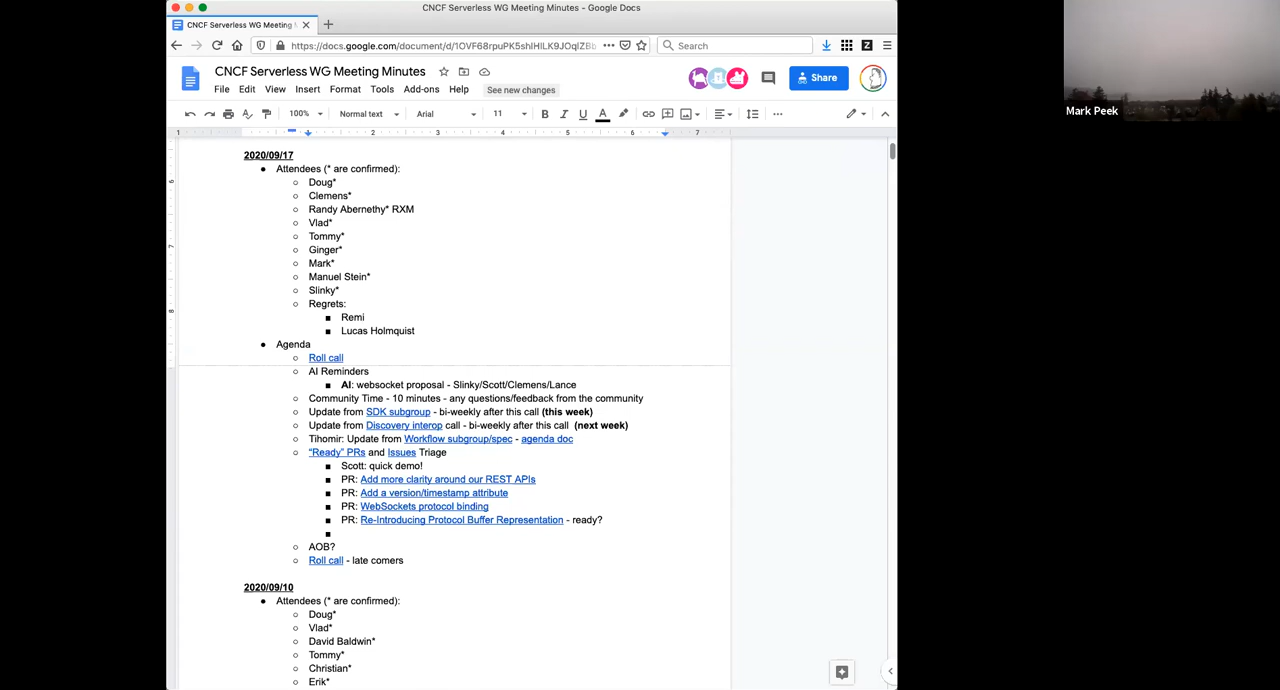 CNCF Serverless WG Meeting Minutes - Google Docs
CNCF Serverless WG Meeting
https://docs.google.com/document/d/1OVF68rpuPK5shIHILK9JOqlZBb
Search
CNCF Serverless WG Meeting Minutes
File Edit View Insert Format Tools Add-ons Help See new changes
Share
100% Normal text Arial 11
1 2 3 4 5 6 7
Mark Peek
2020/09/17
● Attendees (* are confirmed):
○ Doug*
○ Clemens*
○ Randy Abernethy* RXM
○ Vlad*
○ Tommy*
○ Ginger*
○ Mark*
○ Manuel Stein*
○ Slinky*
○ Regrets:
■ Remi
■ Lucas Holmquist
● Agenda
○ Roll call
○ AI Reminders
■ AI: websocket proposal - Slinky/Scott/Clemens/Lance
○ Community Time - 10 minutes - any questions/feedback from the community
○ Update from SDK subgroup - bi-weekly after this call (this week)
○ Update from Discovery interop call - bi-weekly after this call (next week)
○ Tihomir: Update from Workflow subgroup/spec - agenda doc
○ "Ready" PRs and Issues Triage
■ Scott: quick demo!
■ PR: Add more clarity around our REST APIs
■ PR: Add a version/timestamp attribute
■ PR: WebSockets protocol binding
■ PR: Re-Introducing Protocol Buffer Representation - ready?
■
○ AOB?
○ Roll call - late comers
2020/09/10
● Attendees (* are confirmed):
○ Doug*
○ Vlad*
○ David Baldwin*
○ Tommy*
○ Christian*
○ Erik*